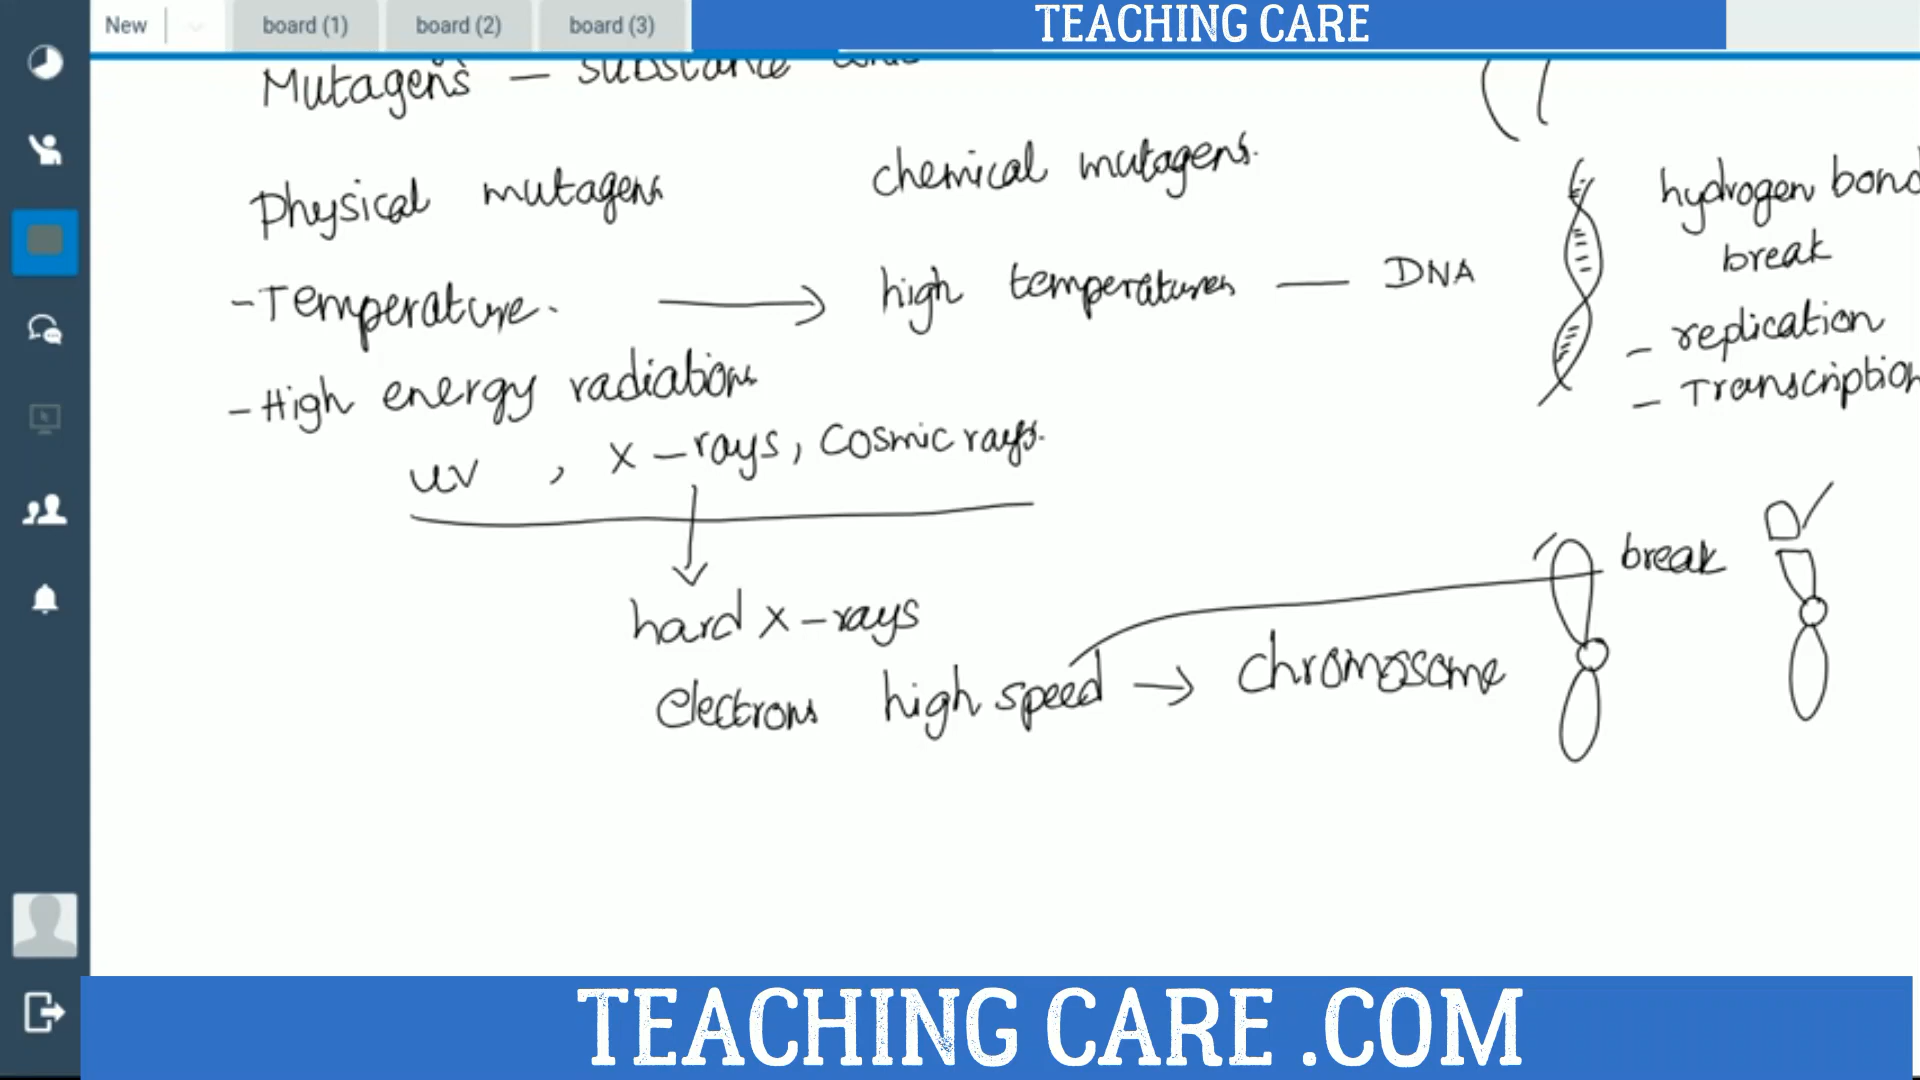 New board (1) board (2) board (3)
TEACHING CARE
Mutagens – substance
Physical mutagens chemical mutagens.
-Temperature. → high temperatures — DNA
hydrogen bond
break
- replication
- Transcription
-High energy radiations
UV , X-rays, Cosmic rays.
hard X-rays
electrons high speed → chromosome
break
TEACHING CARE .COM